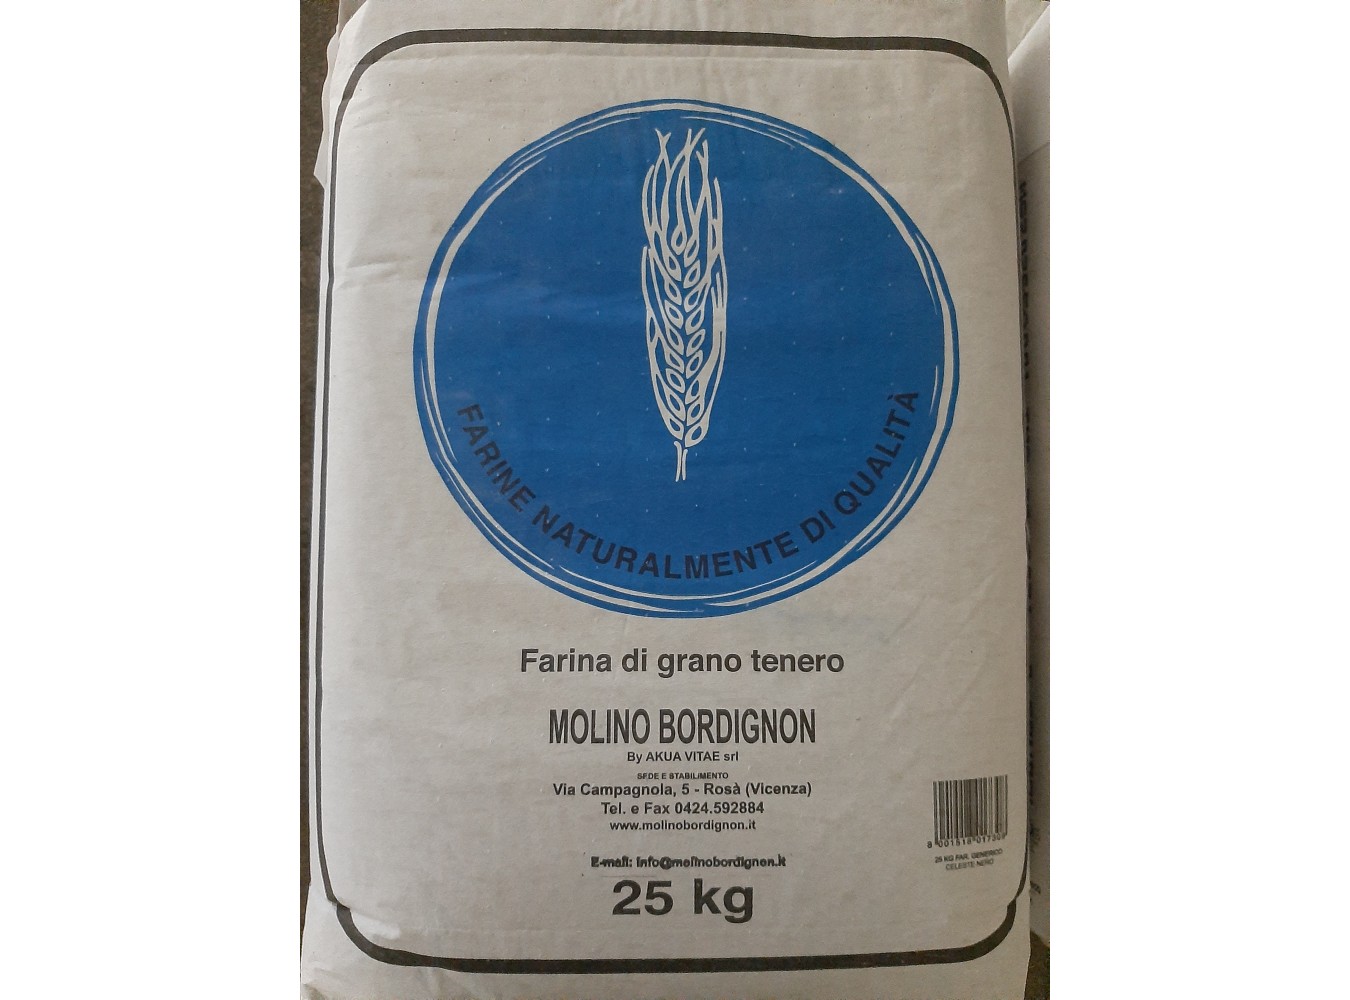 FARINE NATURALMENTE DI QUALITÀ
Farina di grano tenero
MOLINO BORDIGNON
By AKUA VITAE srl
SEDE E STABILIMENTO
Via Campagnola, 5 - Rosà (Vicenza)
Tel. e Fax 0424.592884
www.molinobordignon.it
E-mail: info@molinobordignon.it
25 kg
25 KG FAR. GENERICO
CELESTE NERO